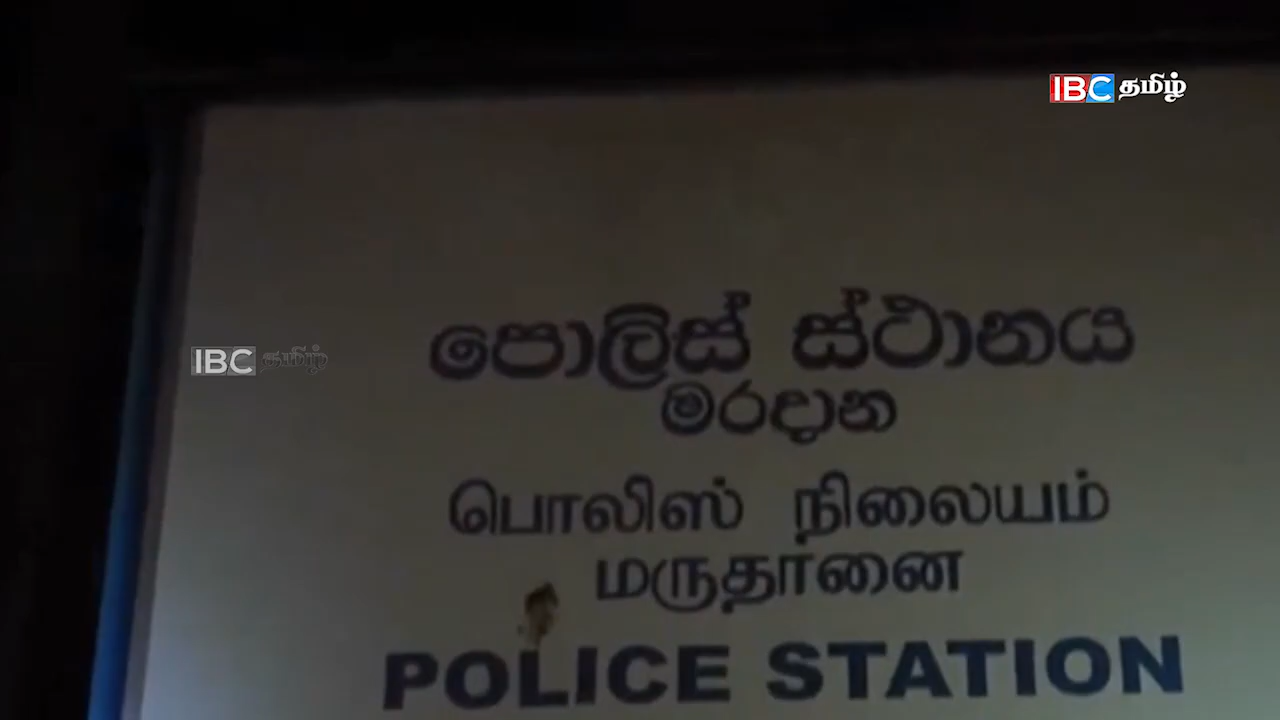 IBC தமிழ்
පොලිස් ස්ථානය
IBC தமிழ்
මරදාන
பொலிஸ் நிலையம்
மருதானை
POLICE STATION